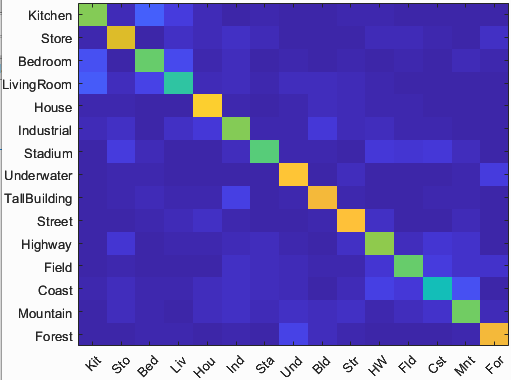 Kitchen
Store
Bedroom
LivingRoom
House
Industrial
Stadium
Underwater
TallBuilding
Street
Highway
Field
Coast
Mountain
Forest
Kit Sto Bed Liv Hou Ind Sta Und Bld Str HW Fld Cst Mnt For